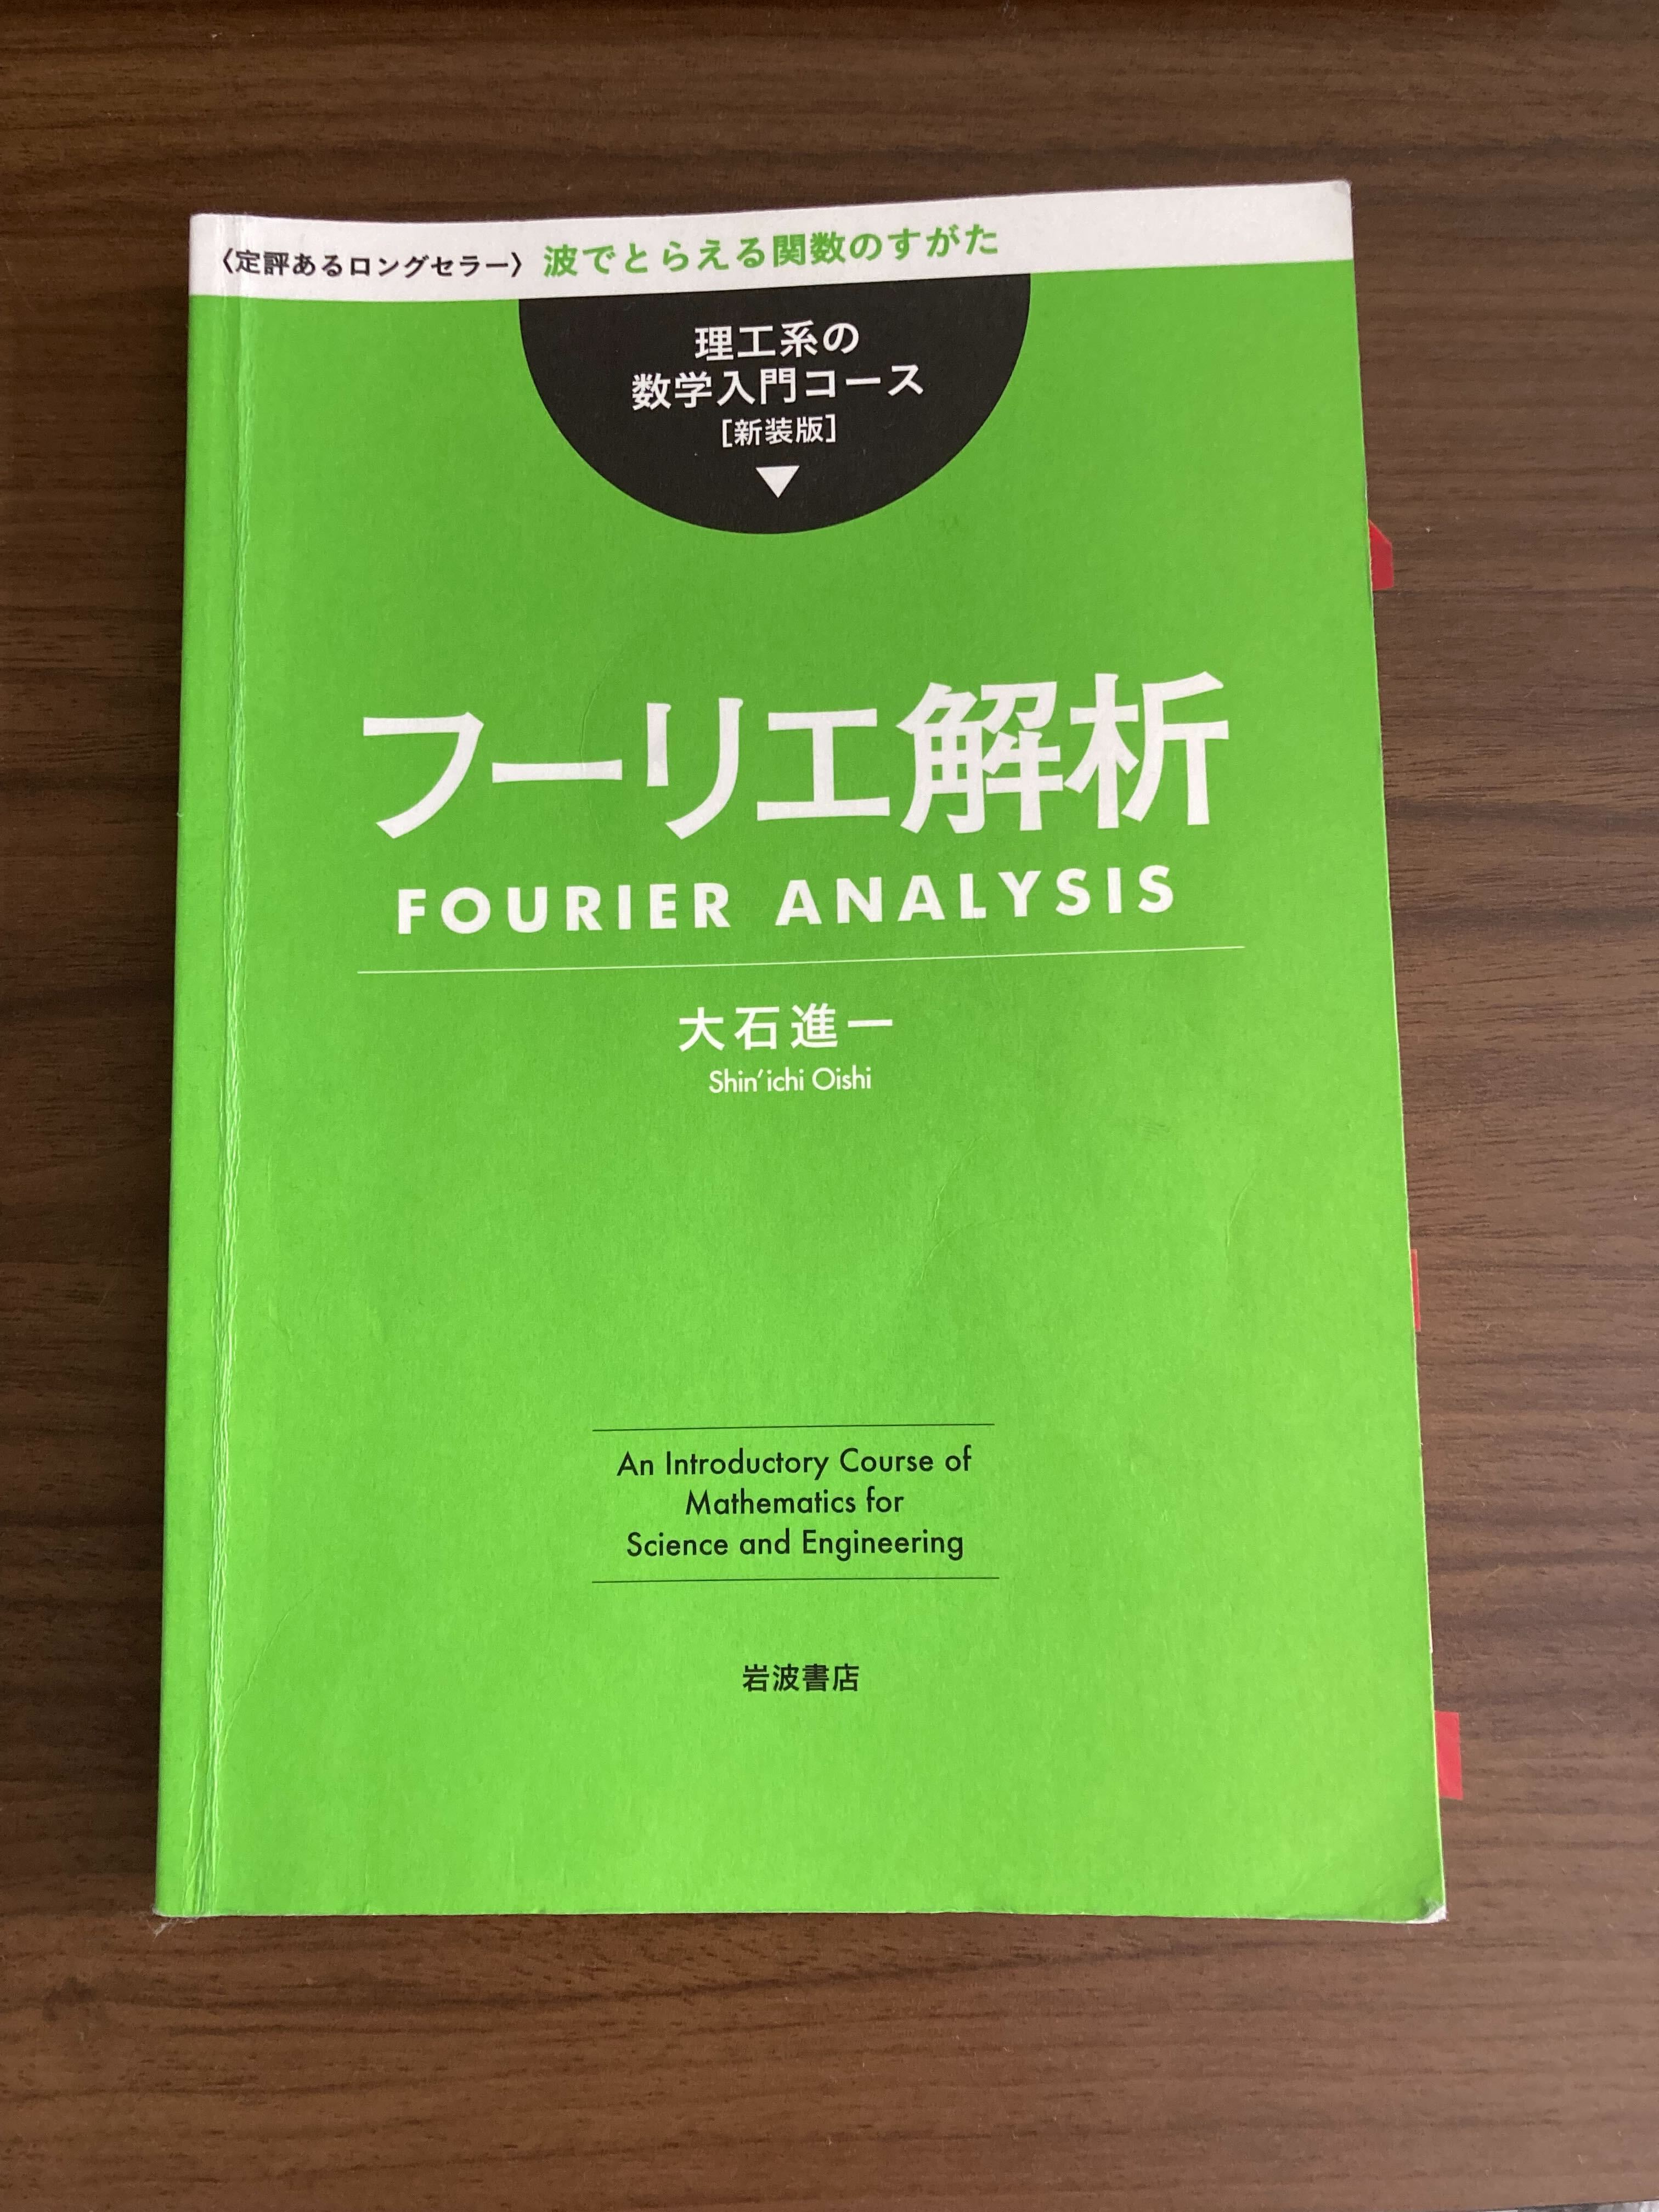 〈定評あるロングセラー〉 波でとらえる関数のすがた
理工系の
数学入門コース
[新装版]
フーリエ解析
FOURIER ANALYSIS
大石進一
Shin'ichi Oishi
An Introductory Course of
Mathematics for
Science and Engineering
岩波書店